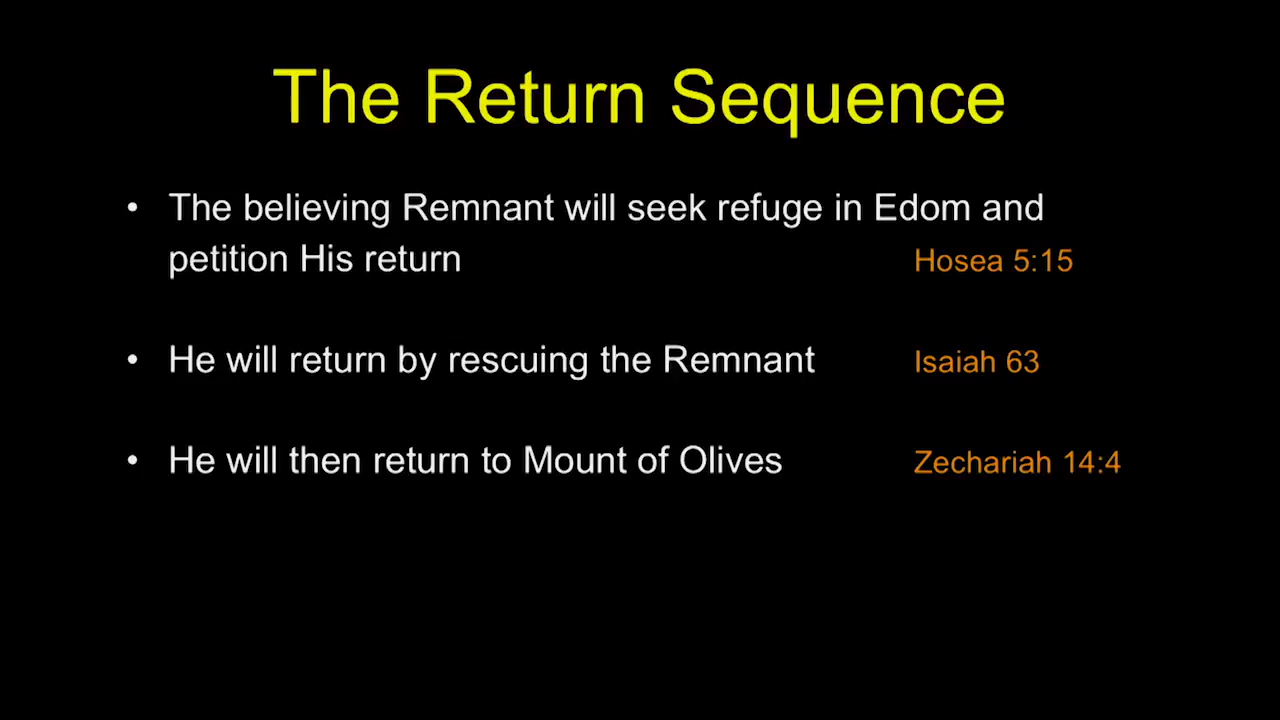 The Return Sequence
• The believing Remnant will seek refuge in Edom and
petition His return Hosea 5:15
• He will return by rescuing the Remnant Isaiah 63
• He will then return to Mount of Olives Zechariah 14:4